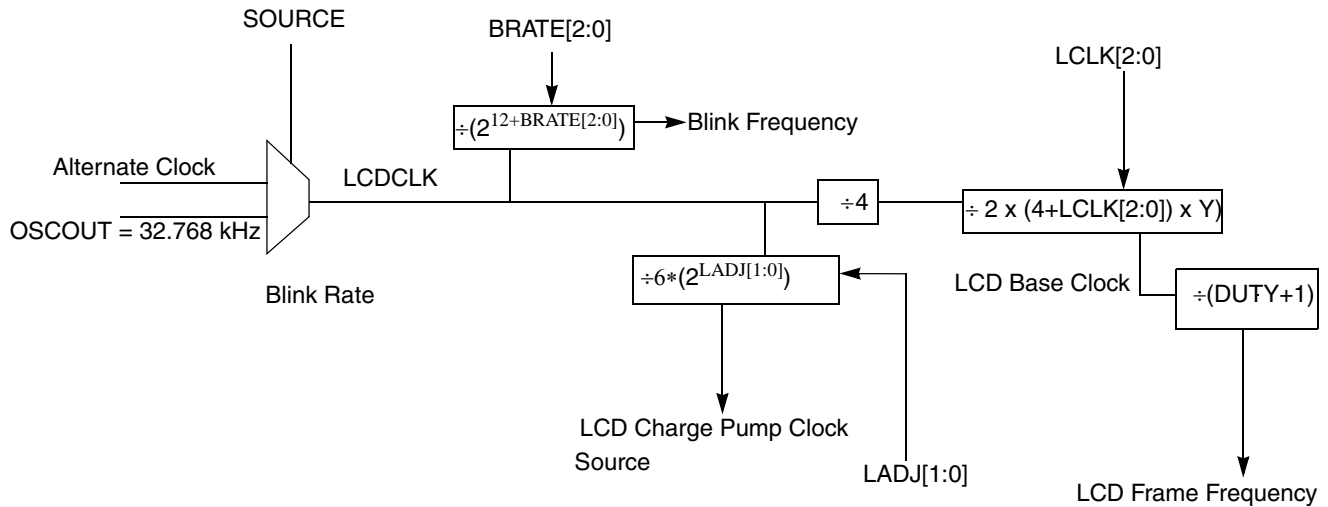 SOURCE
BRATE[2:0]
LCLK[2:0]
÷(2^12+BRATE[2:0])
Blink Frequency
Alternate Clock
LCDCLK
÷4
÷ 2 x (4+LCLK[2:0]) x Y)
OSCOUT = 32.768 kHz
÷6*(2^LADJ[1:0])
LCD Base Clock
Blink Rate
÷(DUTY+1)
LCD Charge Pump Clock
Source
LADJ[1:0]
LCD Frame Frequency